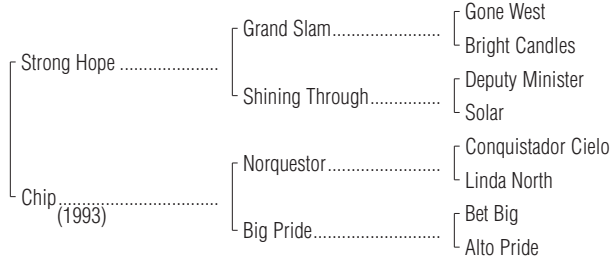 Gone West
Grand Slam..................
Bright Candles
Strong Hope ..................
Deputy Minister
Shining Through............
Solar
Conquistador Cielo
Norquestor..................
Linda North
Chip..............................
(1993)
Bet Big
Big Pride.....................
Alto Pride